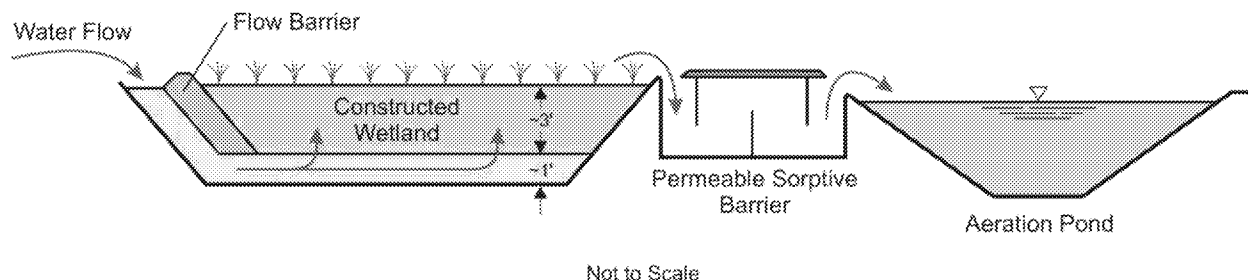 Water Flow
Flow Barrier
Constructed
Wetland
~3'
~1'
Permeable Sorptive
Barrier
Aeration Pond
Not to Scale